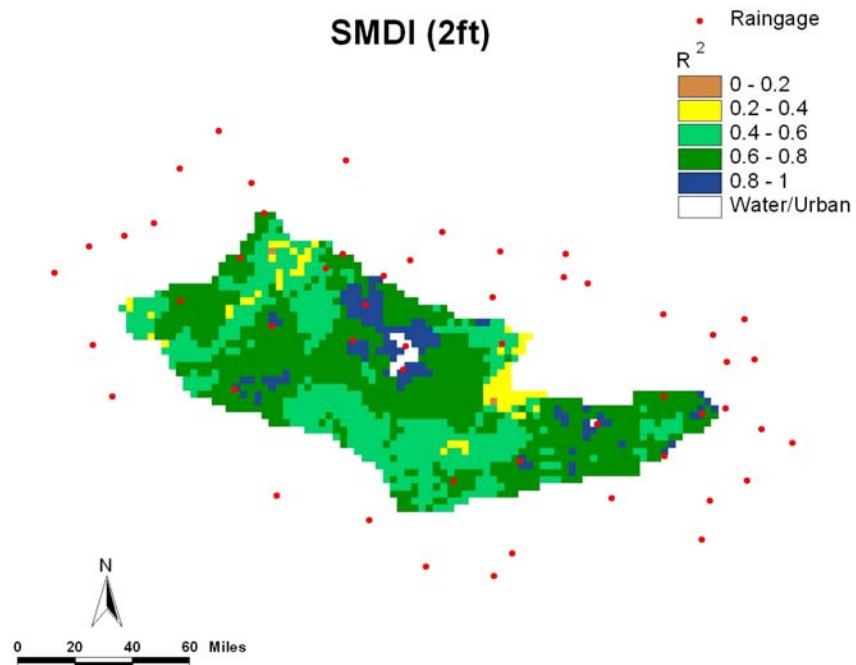 SMDI (2ft)
Raingage
R 2
0 - 0.2
0.2 - 0.4
0.4 - 0.6
0.6 - 0.8
0.8 - 1
Water/Urban
N
0 20 40 60 Miles